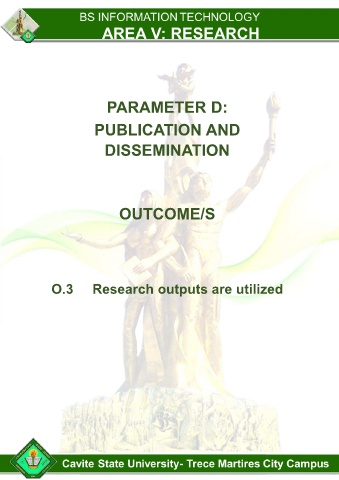 BS INFORMATION TECHNOLOGY
AREA V: RESEARCH
PARAMETER D:
PUBLICATION AND
DISSEMINATION
OUTCOME/S
O.3 Research outputs are utilized
Cavite State University- Trece Martires City Campus